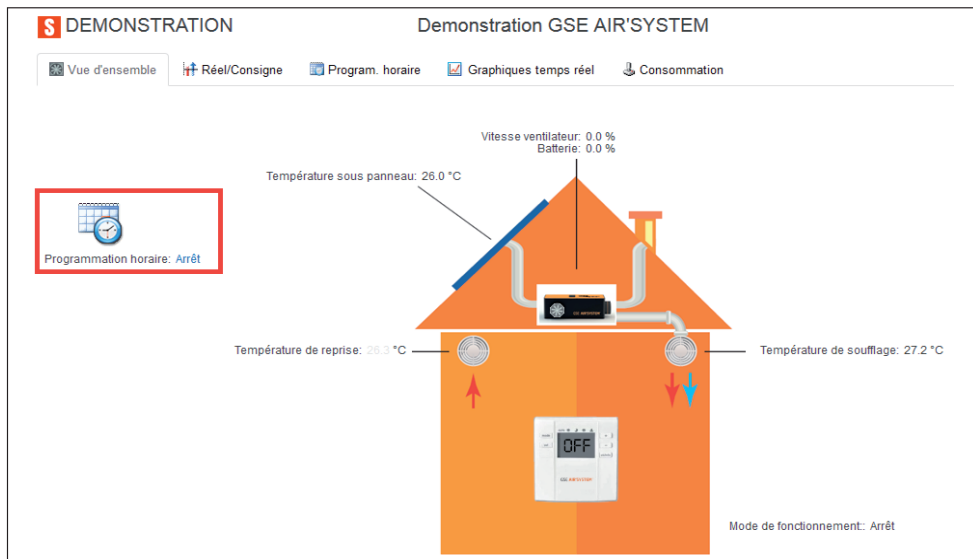 S DEMONSTRATION
Demonstration GSE AIR'SYSTEM
Vue d'ensemble
Réel/Consigne
Program. horaire
Graphiques temps réel
Consommation
Vitesse ventilateur: 0.0 %
Batterie: 0.0 %
Température sous panneau: 26.0 °C
Programmation horaire: Arrêt
Température de reprise: 26.3 °C
Température de soufflage: 27.2 °C
OFF
GSE AIR'SYSTEM
Mode de fonctionnement:: Arrêt